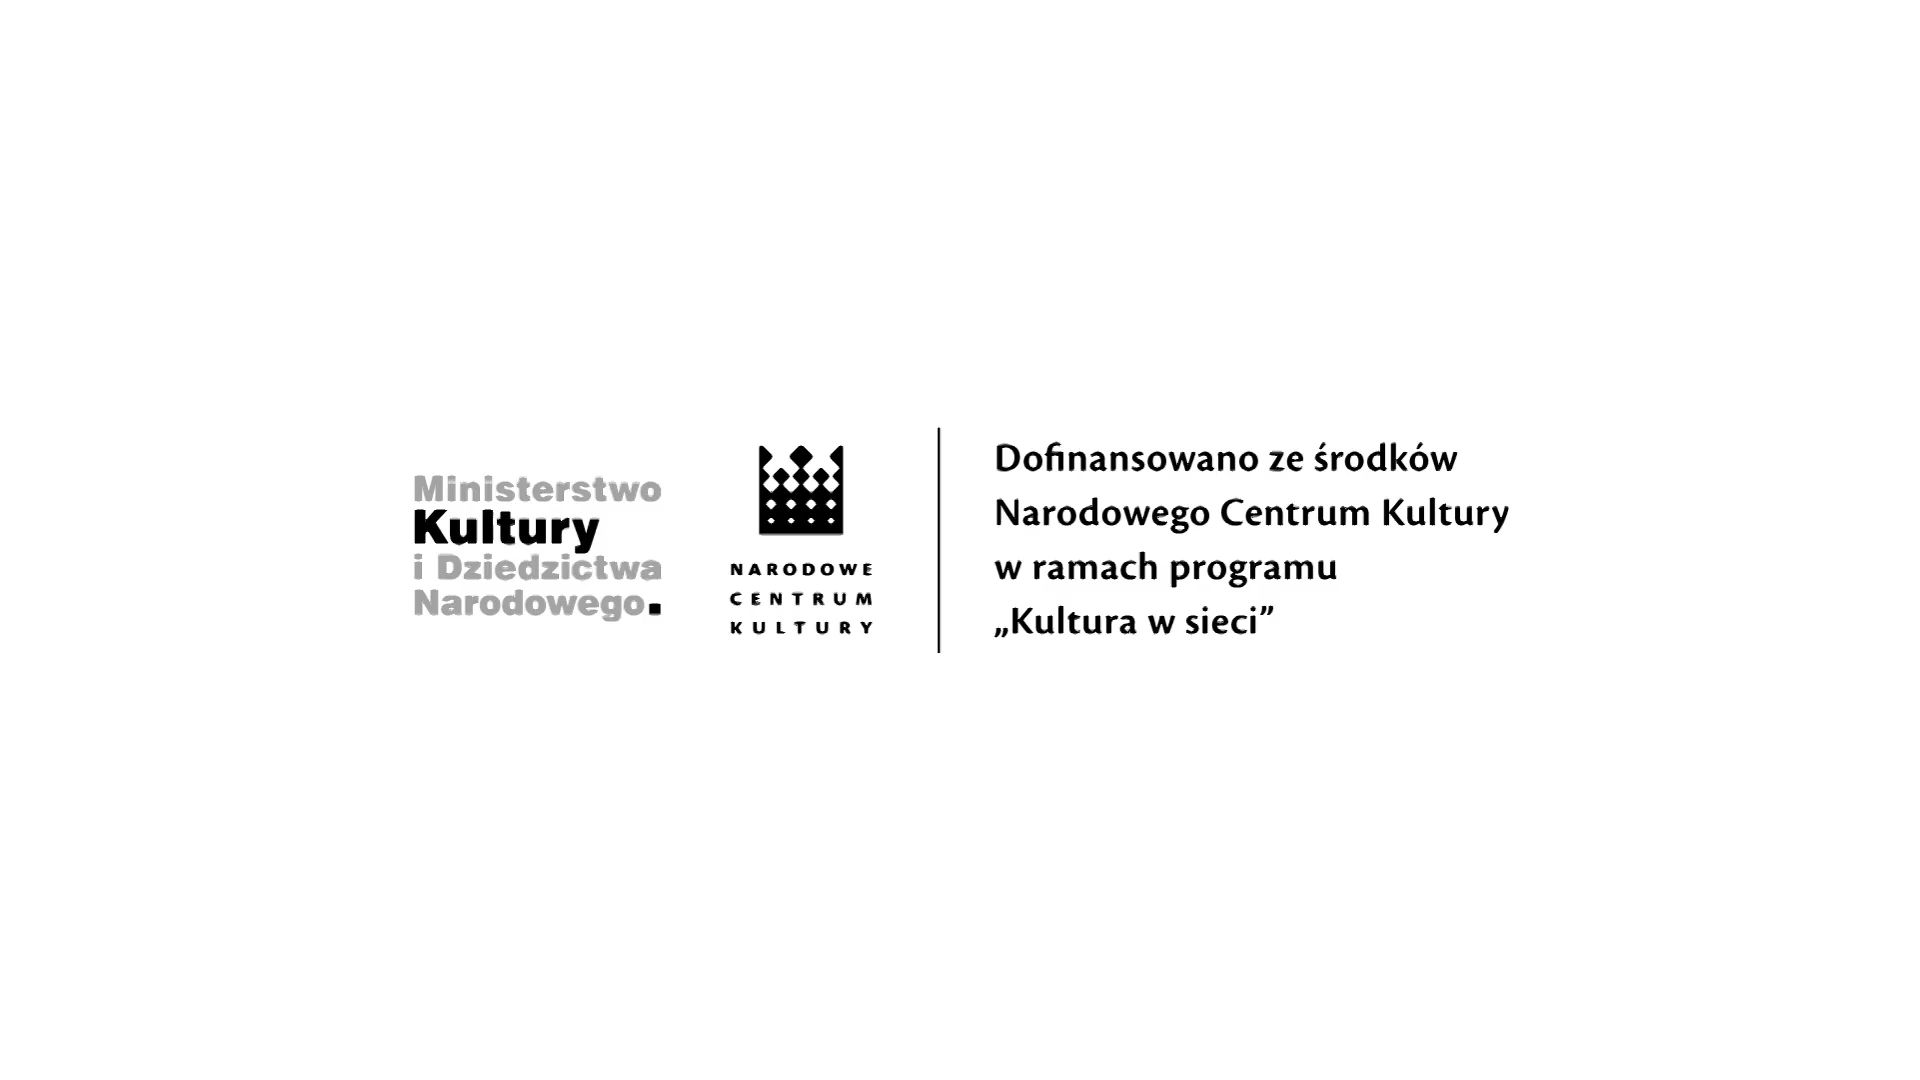 Ministerstwo
Kultury
i Dziedzictwa
Narodowego.
NARODOWE
CENTRUM
KULTURY
Dofinansowano ze środków
Narodowego Centrum Kultury
w ramach programu
„Kultura w sieci”